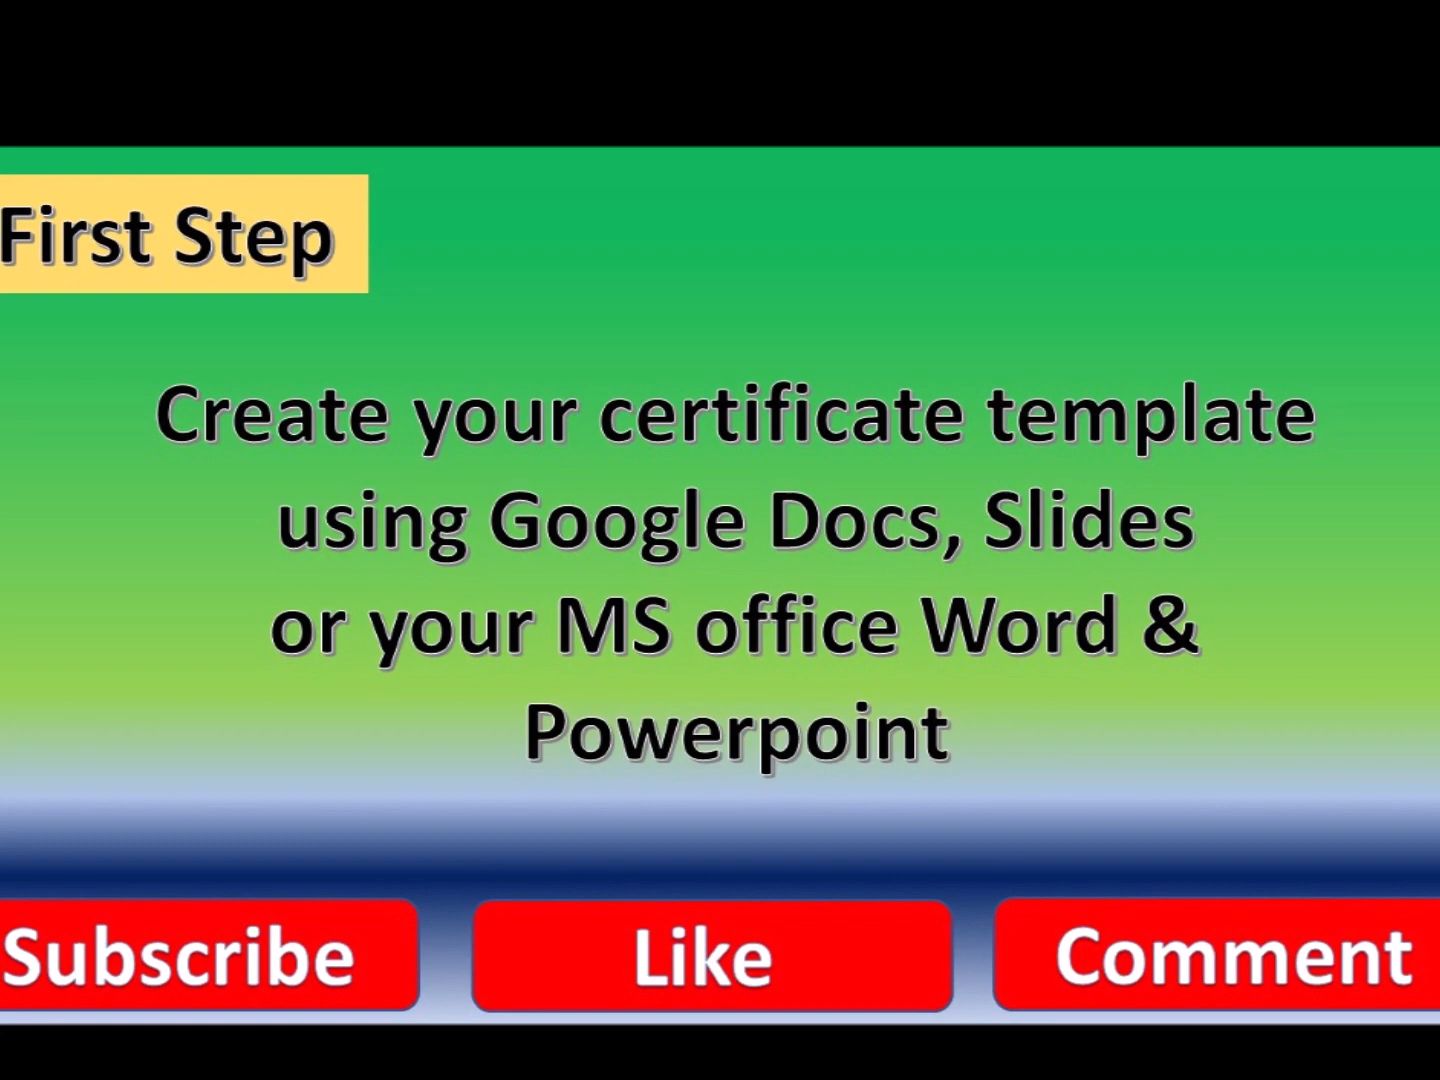 First Step
Create your certificate template
using Google Docs, Slides
or your MS office Word &
Powerpoint
Subscribe
Like
Comment